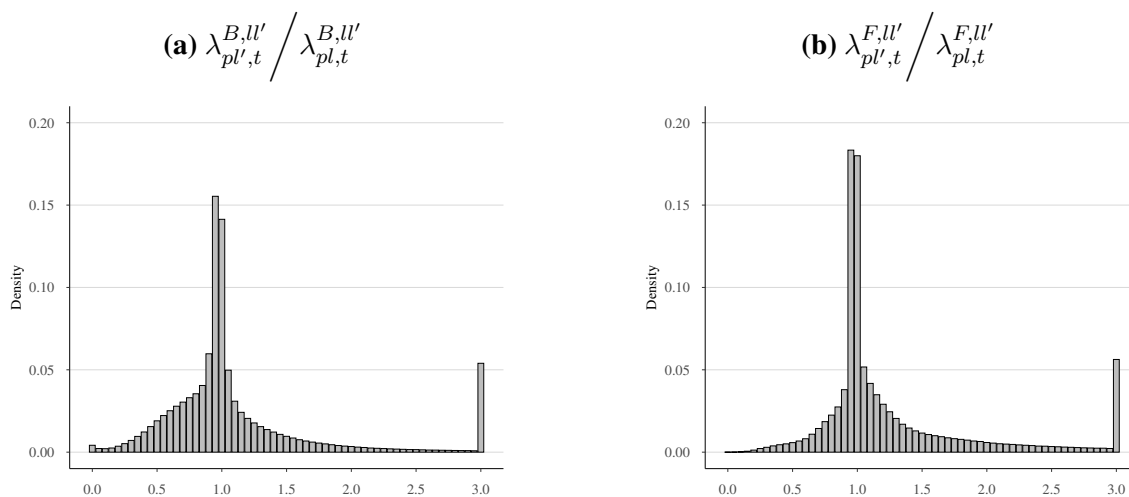 (a) λ^{B,ll′}_{pl′,t} / λ^{B,ll′}_{pl,t}
0.20
0.15
0.10
0.05
0.00
Density
0.0 0.5 1.0 1.5 2.0 2.5 3.0
(b) λ^{F,ll′}_{pl′,t} / λ^{F,ll′}_{pl,t}
0.20
0.15
0.10
0.05
0.00
Density
0.0 0.5 1.0 1.5 2.0 2.5 3.0